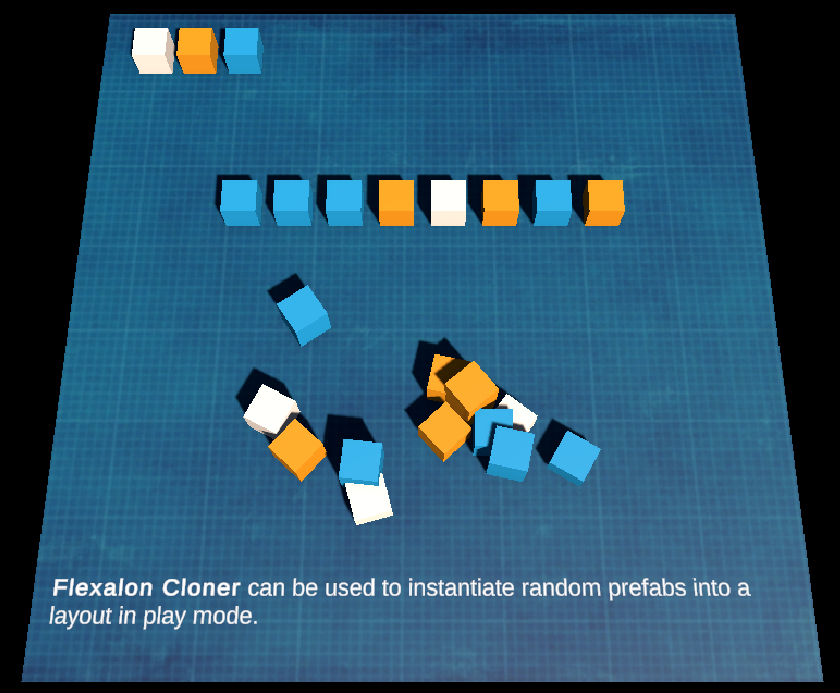 Flexalon Cloner can be used to instantiate random prefabs into a
layout in play mode.